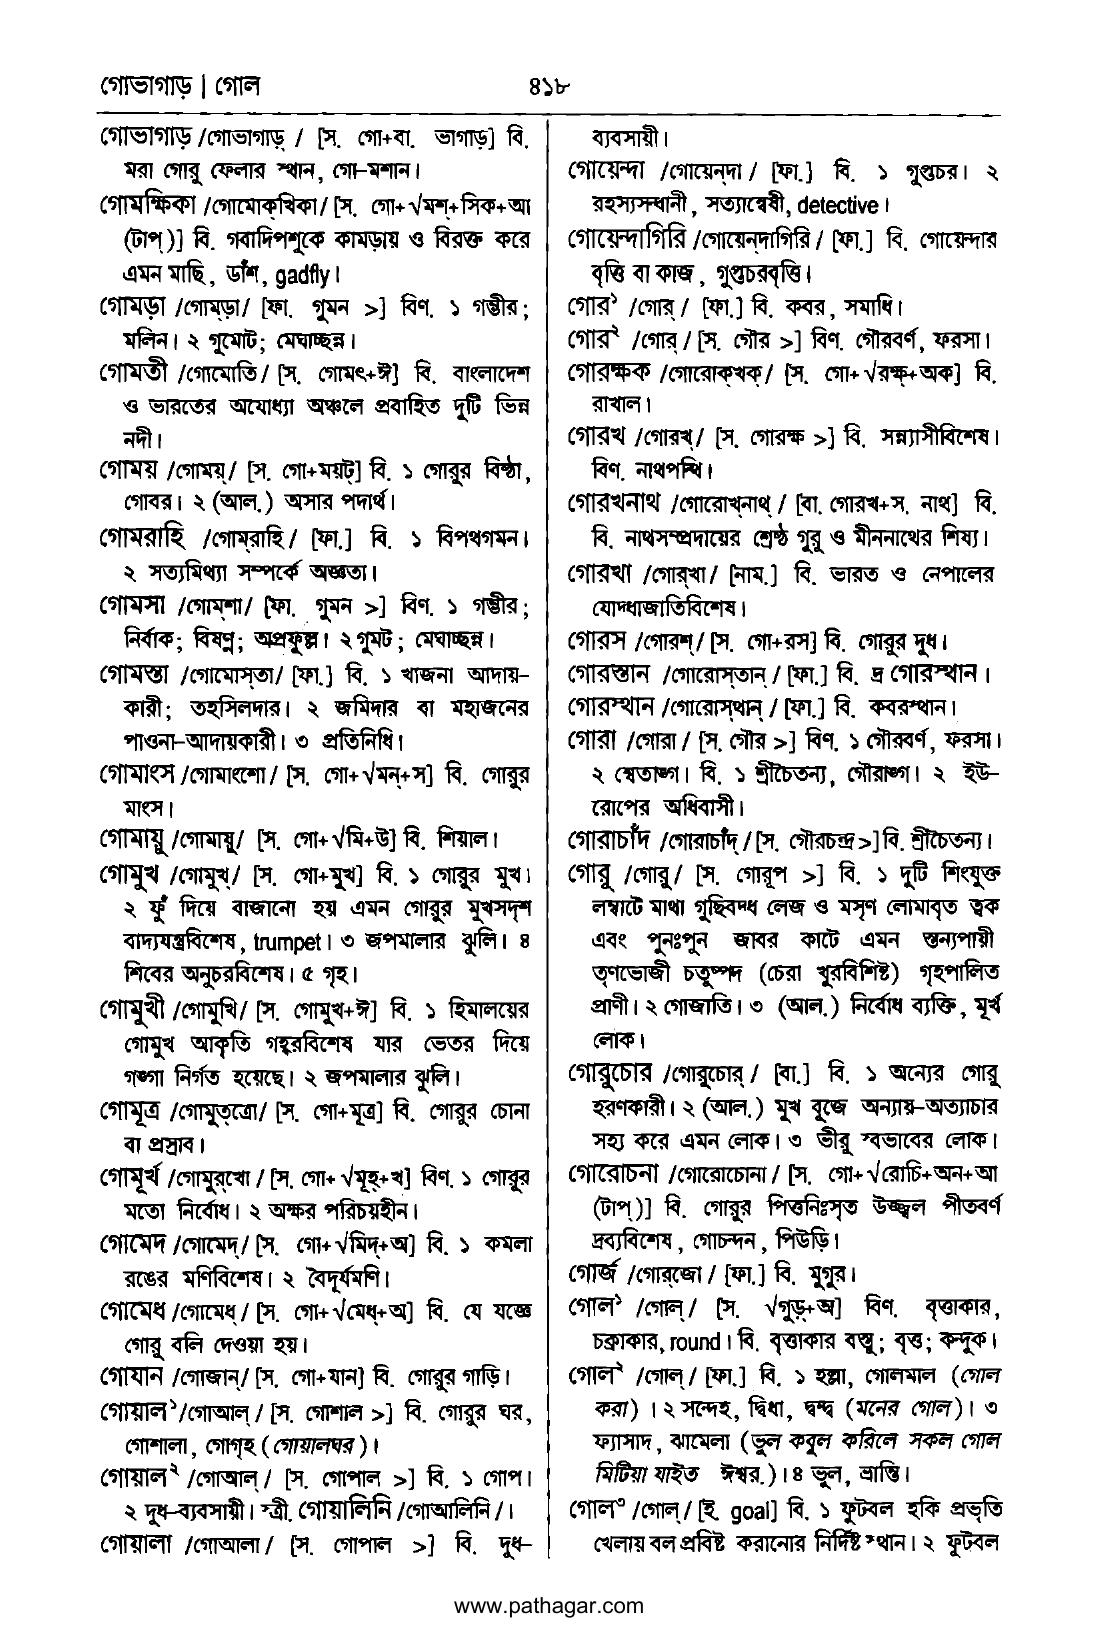 গোভাগাড় | গোল
৪১৮
গোভাগাড় /গোভাগাড়্ / [স. গো+বা. ভাগাড়] বি.
মরা গোরু ফেলার স্থান, গো-মশান।
গোমক্ষিকা /গোমোক্‌খিকা/ [স. গো+√মশ্+সিক+আ
(টাপ্)] বি. গবাদিপশুকে কামড়ায় ও বিরক্ত করে
এমন মাছি, ডাঁশ, gadfly।
গোমড়া /গোম্‌ড়া/ [ফা. গুমন >] বিণ. ১ গম্ভীর;
মলিন। ২ গুমোট; মেঘাচ্ছন্ন।
গোমতী /গোমোতি/ [স. গোমৎ+ঈ] বি. বাংলাদেশ
ও ভারতের অযোধ্যা অঞ্চলে প্রবাহিত দুটি ভিন্ন
নদী।
গোময় /গোময়্/ [স. গো+ময়ট্] বি. ১ গোরুর বিষ্ঠা,
গোবর। ২ (আল.) অসার পদার্থ।
গোমরাহি /গোম্‌রাহি/ [ফা.] বি. ১ বিপথগমন।
২ সত্যমিথ্যা সম্পর্কে অজ্ঞতা।
গোমসা /গোম্‌শা/ [ফা. গুমন >] বিণ. ১ গম্ভীর;
নির্বাক; বিষণ্ণ; অপ্রফুল্ল। ২ গুমট; মেঘাচ্ছন্ন।
গোমস্তা /গোমোস্‌তা/ [ফা.] বি. ১ খাজনা আদায়-
কারী; তহসিলদার। ২ জমিদার বা মহাজনের
পাওনা-আদায়কারী। ৩ প্রতিনিধি।
গোমাংস /গোমাংশো/ [স. গো+√মন্+স] বি. গোরুর
মাংস।
গোমায়ু /গোমায়ু/ [স. গো+√মি+উ] বি. শিয়াল।
গোমুখ /গোমুখ্/ [স. গো+মুখ] বি. ১ গোরুর মুখ।
২ ফুঁ দিয়ে বাজানো হয় এমন গোরুর মুখসদৃশ
বাদ্যযন্ত্রবিশেষ, trumpet। ৩ জপমালার ঝুলি। ৪
শিবের অনুচরবিশেষ। ৫ গৃহ।
গোমুখী /গোমুখি/ [স. গোমুখ+ঈ] বি. ১ হিমালয়ের
গোমুখ আকৃতি গহ্বরবিশেষ যার ভেতর দিয়ে
গঙ্গা নির্গত হয়েছে। ২ জপমালার ঝুলি।
গোমূত্র /গোমুত্‌ত্রো/ [স. গো+মূত্র] বি. গোরুর চোনা
বা প্রস্রাব।
গোমূর্খ /গোমুর্‌খো / [স. গো+ √মূহ্+খ] বিণ. ১ গোরুর
মতো নির্বোধ। ২ অক্ষর পরিচয়হীন।
গোমেদ /গোমেদ্/ [স. গো+√মিদ্+অ] বি. ১ কমলা
রঙের মণিবিশেষ। ২ বৈদূর্যমণি।
গোমেধ /গোমেধ্/ [স. গো+√মেধ্+অ] বি. যে যজ্ঞে
গোরু বলি দেওয়া হয়।
গোযান /গোজান্/ [স. গো+যান] বি. গোরুর গাড়ি।
গোয়াল১ /গোআল্/ [স. গোশাল >] বি. গোরুর ঘর,
গোশালা, গোগৃহ (গোয়ালঘর)।
গোয়াল২ /গোআল্/ [স. গোপাল >] বি. ১ গোপ।
২ দুধ-ব্যবসায়ী। স্ত্রী. গোয়ালিনি /গোআলিনি/।
গোয়ালা /গোআলা/ [স. গোপাল >] বি. দুধ-
ব্যবসায়ী।
গোয়েন্দা /গোয়েন্‌দা / [ফা.] বি. ১ গুপ্তচর। ২
রহস্যসন্ধানী, সত্যান্বেষী, detective।
গোয়েন্দাগিরি /গোয়েন্‌দাগিরি/ [ফা.] বি. গোয়েন্দার
বৃত্তি বা কাজ, গুপ্তচরবৃত্তি।
গোর১ /গোর্ / [ফা.] বি. কবর, সমাধি।
গোর২ /গোর্ / [স. গৌর >] বিণ. গৌরবর্ণ, ফরসা।
গোরক্ষক /গোরোক্‌খক্/ [স. গো+ √রক্ষ্+অক] বি.
রাখাল।
গোরখ /গোরখ্/ [স. গোরক্ষ >] বি. সন্ন্যাসীবিশেষ।
বিণ. নাথপন্থি।
গোরখনাথ /গোরোখ্‌নাথ্ / [বা. গোরখ+স. নাথ] বি.
বি. নাথসম্প্রদায়ের শ্রেষ্ঠ গুরু ও মীননাথের শিষ্য।
গোরখা /গোর্‌খা/ [নাম.] বি. ভারত ও নেপালের
যোদ্ধাজাতিবিশেষ।
গোরস /গোরশ্/ [স. গো+রস] বি. গোরুর দুধ।
গোরস্তান /গোরোস্‌তান্ / [ফা.] বি. দ্র গোরস্থান।
গোরস্থান /গোরোস্‌থান্ / [ফা.] বি. কবরস্থান।
গোরা /গোরা / [স. গৌর >] বিণ. ১ গৌরবর্ণ, ফরসা।
২ শ্বেতাঙ্গ। বি. ১ শ্রীচৈতন্য, গৌরাঙ্গ। ২ ইউ-
রোপের অধিবাসী।
গোরাচাঁদ /গোরাচাঁদ্ / [স. গৌরচন্দ্র >] বি. শ্রীচৈতন্য।
গোরু /গোরু/ [স. গোরূপ >] বি. ১ দুটি শিংযুক্ত
লম্বাটে মাথা গুছিবদ্ধ লেজ ও মসৃণ লোমাবৃত ত্বক
এবং পুনঃপুন জাবর কাটে এমন স্তন্যপায়ী
তৃণভোজী চতুষ্পদ (চেরা খুরবিশিষ্ট) গৃহপালিত
প্রাণী। ২ গোজাতি। ৩ (আল.) নির্বোধ ব্যক্তি, মূর্খ
লোক।
গোরুচোর /গোরুচোর্ / [বা.] বি. ১ অন্যের গোরু
হরণকারী। ২ (আল.) মুখ বুজে অন্যায়-অত্যাচার
সহ্য করে এমন লোক। ৩ ভীরু স্বভাবের লোক।
গোরোচনা /গোরোচোনা / [স. গো+√রোচি+অন+আ
(টাপ্)] বি. গোরুর পিত্তনিঃসৃত উজ্জ্বল পীতবর্ণ
দ্রব্যবিশেষ, গোচন্দন, পিউড়ি।
গোর্জ /গোর্‌জো / [ফা.] বি. মুগুর।
গোল১ /গোল্/ [স. √গুড়্+অ] বিণ. বৃত্তাকার,
চক্রাকার, round। বি. বৃত্তাকার বস্তু; বৃত্ত; কন্দুক।
গোল২ /গোল্/ [ফা.] বি. ১ হল্লা, গোলমাল (গোল
করা)। ২ সন্দেহ, দ্বিধা, দ্বন্দ্ব (মনের গোল)। ৩
ফ্যাসাদ, ঝামেলা (ভুল কবুল করিলে সকল গোল
মিটিয়া যাইত ঈশ্বর.)। ৪ ভুল, ভ্রান্তি।
গোল৩ /গোল্/ [ই. goal] বি. ১ ফুটবল হকি প্রভৃতি
খেলায় বল প্রবিষ্ট করানোর নির্দিষ্ট স্থান। ২ ফুটবল
www.pathagar.com